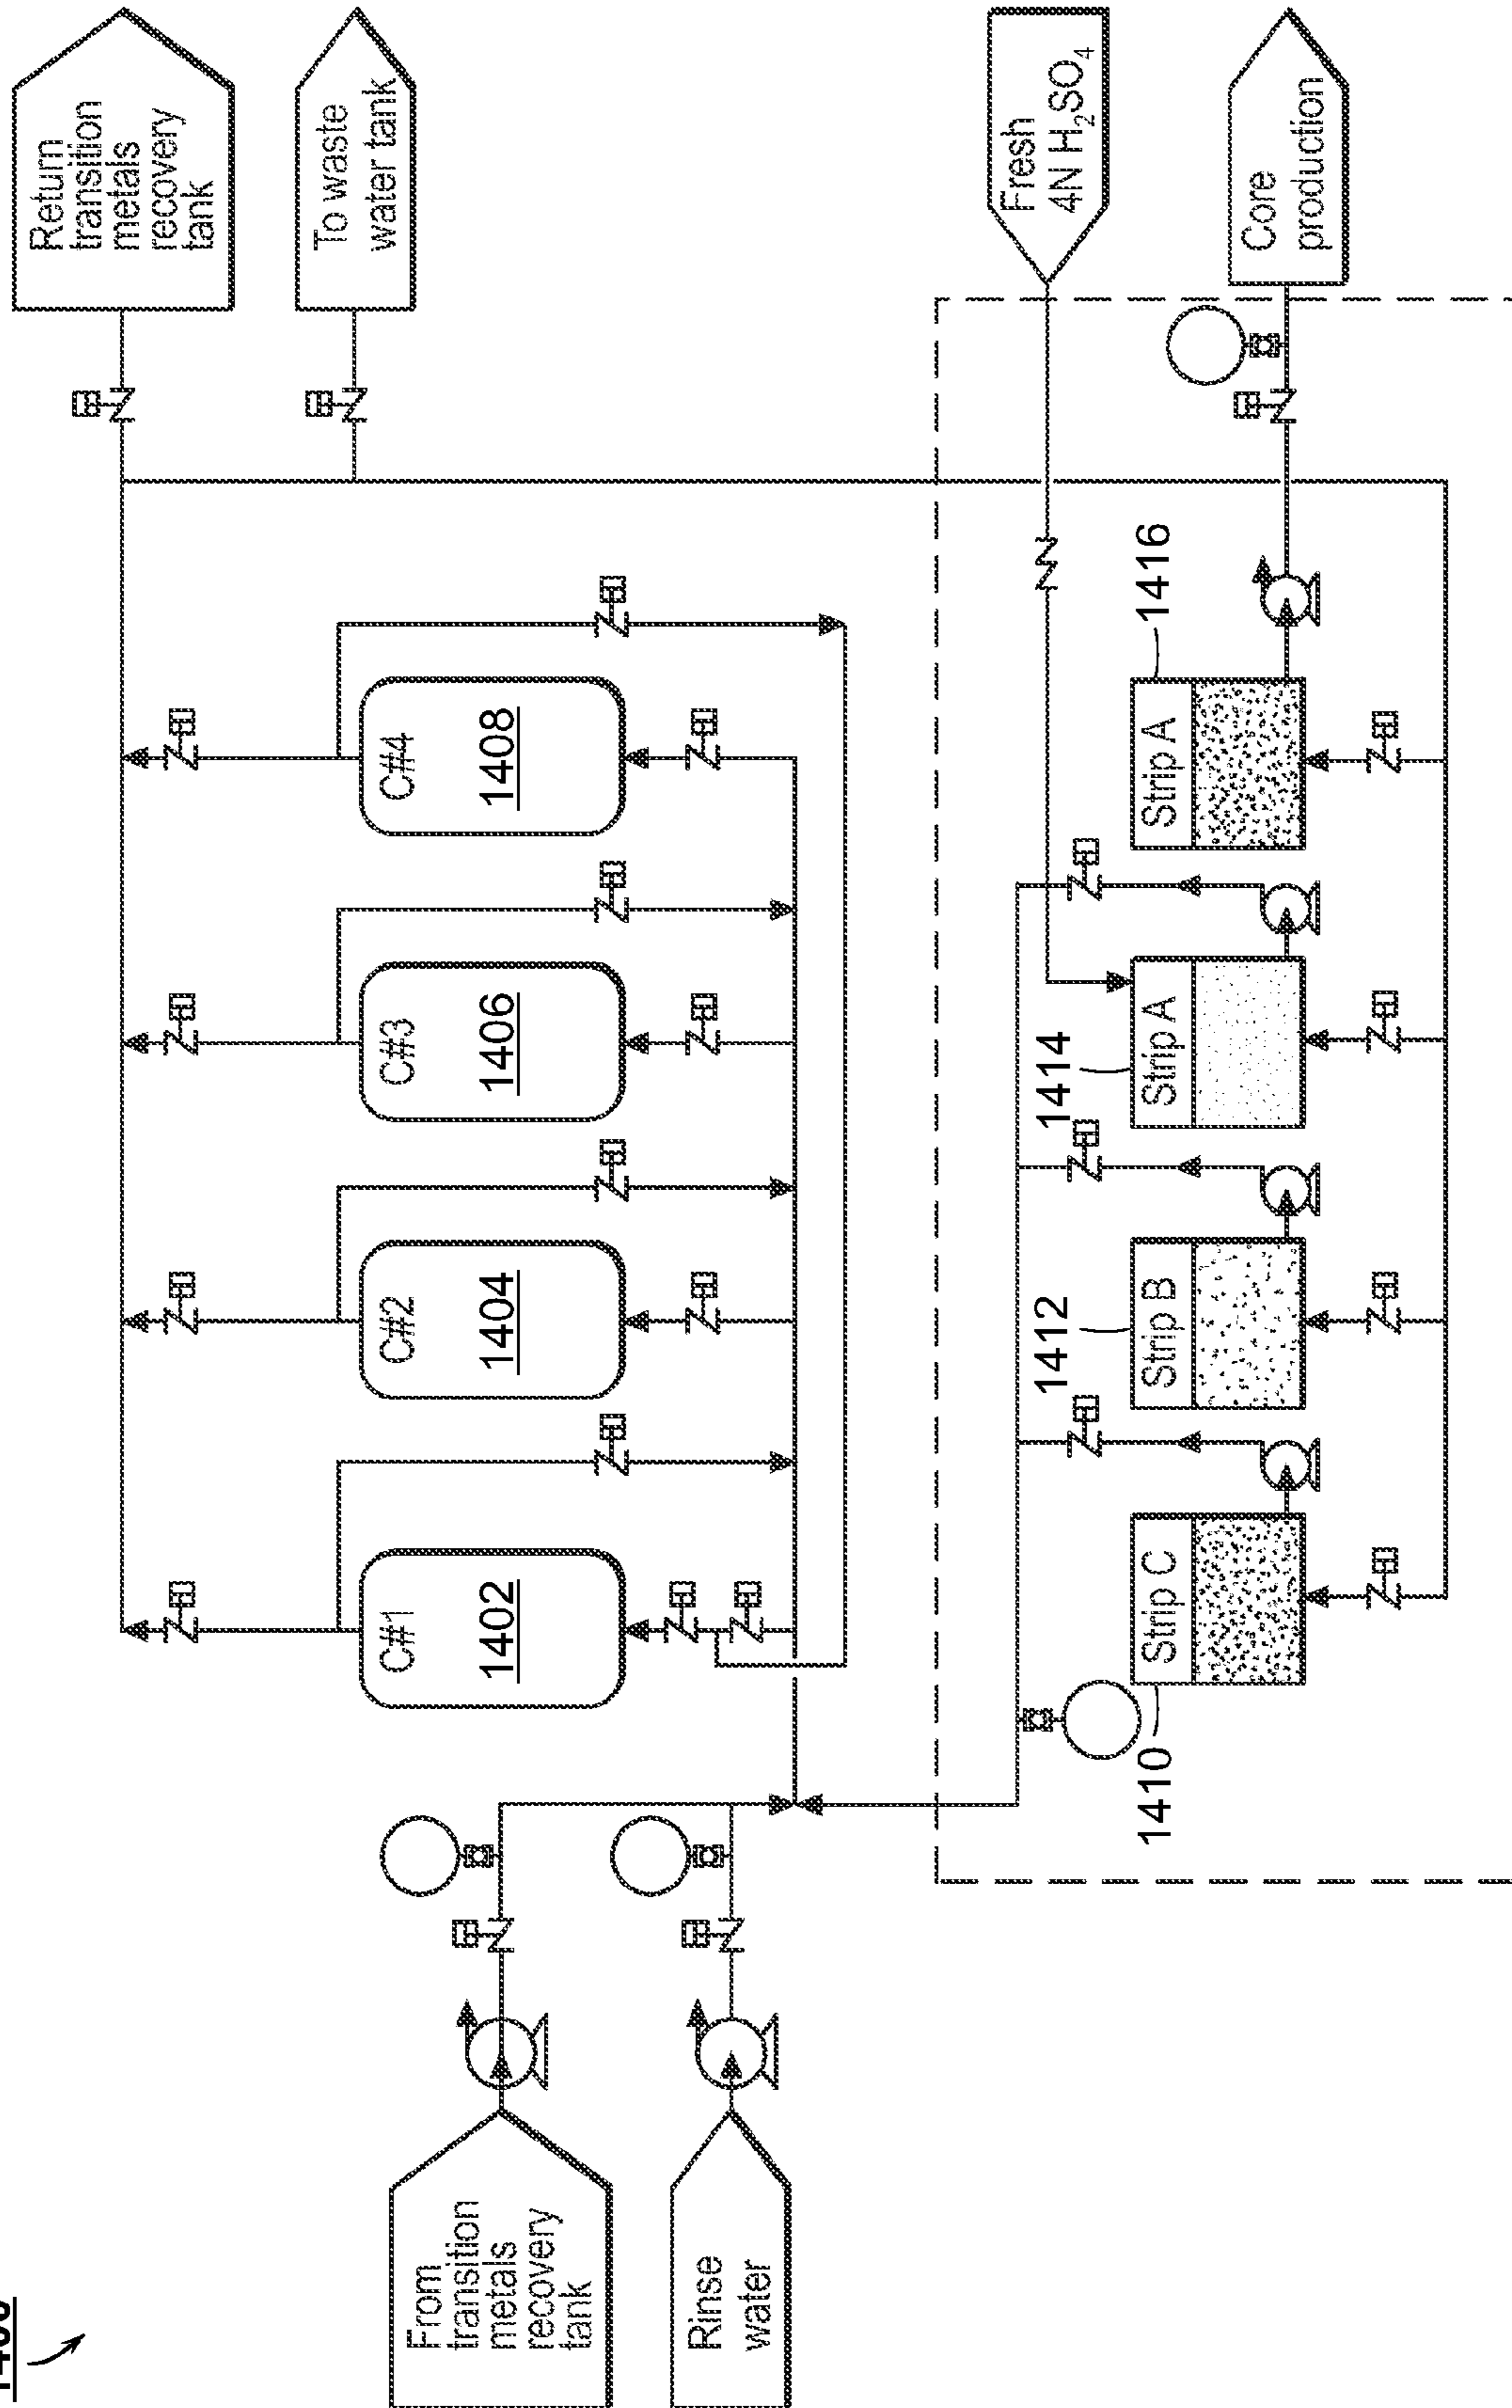 Return
transition
metals
recovery
tank
To waste
water tank
C#1
1402
C#2
1404
C#3
1406
C#4
1408
From
transition
metals
recovery
tank
Rinse
water
Fresh
4N H₂SO₄
1410
Strip C
1412
Strip B
1414
Strip A
1416
Strip A
Core
production